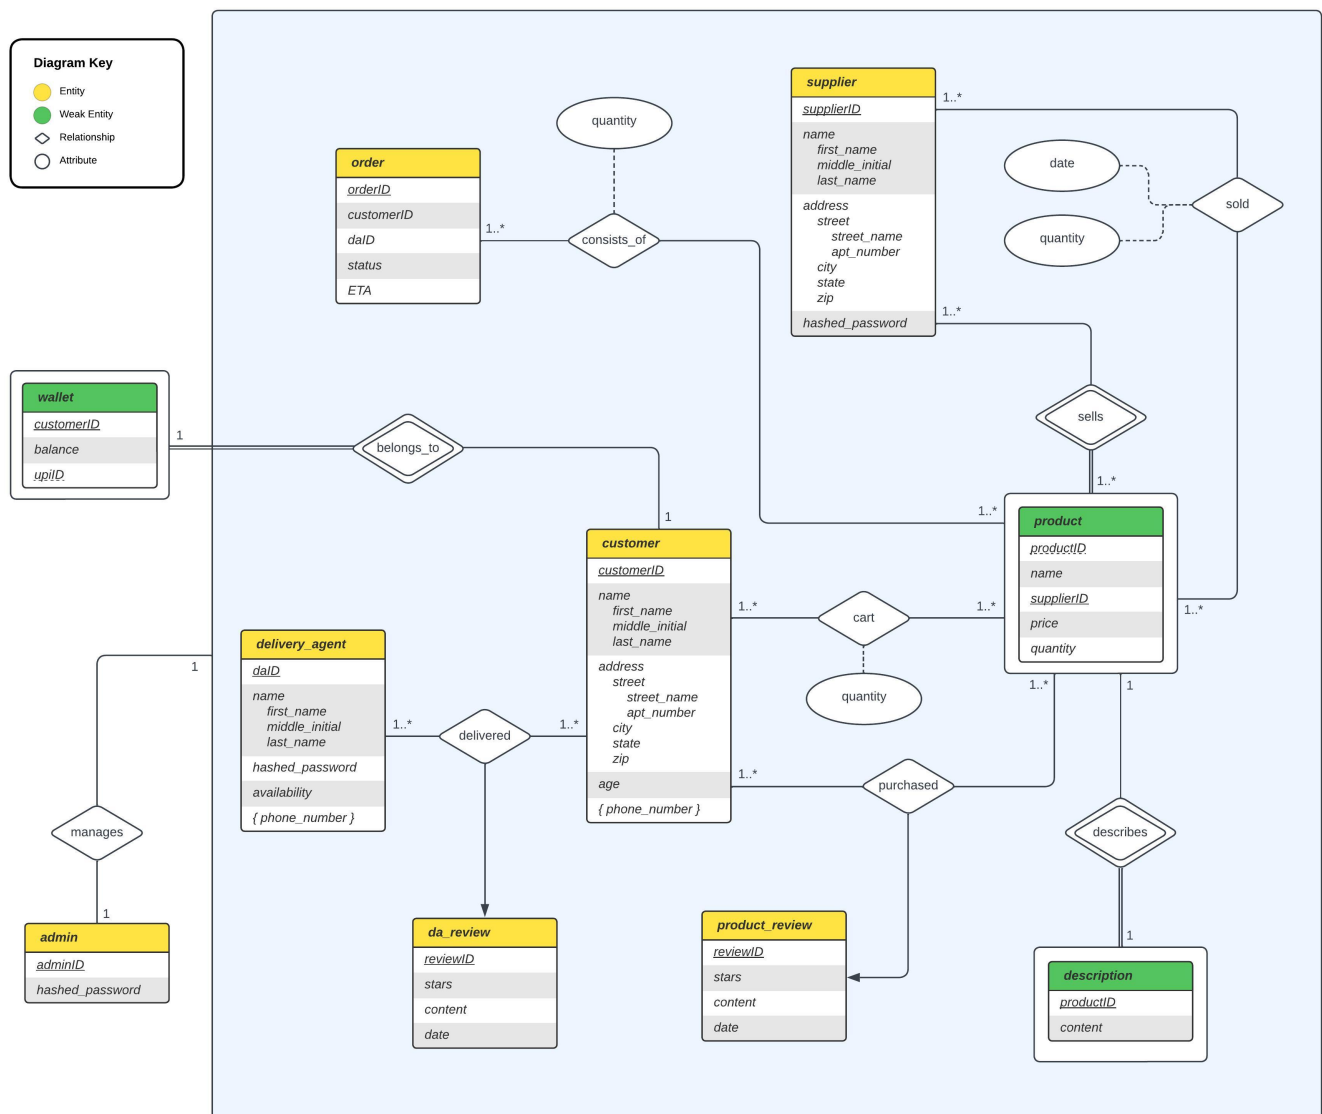 Diagram Key
Entity
Weak Entity
Relationship
Attribute
quantity
order
orderID
customerID
daID
status
ETA
1..*
consists_of
supplier
supplierID
name
first_name
middle_initial
last_name
address
street
street_name
apt_number
city
state
zip
hashed_password
1..*
1..*
date
quantity
sold
sells
1..*
wallet
customerID
balance
upiID
1
belongs_to
1
1..*
product
productID
name
supplierID
price
quantity
1..*
1..*
1
customer
customerID
name
first_name
middle_initial
last_name
address
street
street_name
apt_number
city
state
zip
age
{ phone_number }
1..*
cart
1..*
quantity
1..*
purchased
delivery_agent
daID
name
first_name
middle_initial
last_name
hashed_password
availability
{ phone_number }
1..*
delivered
1..*
1
manages
1
admin
adminID
hashed_password
da_review
reviewID
stars
content
date
product_review
reviewID
stars
content
date
describes
1
description
productID
content